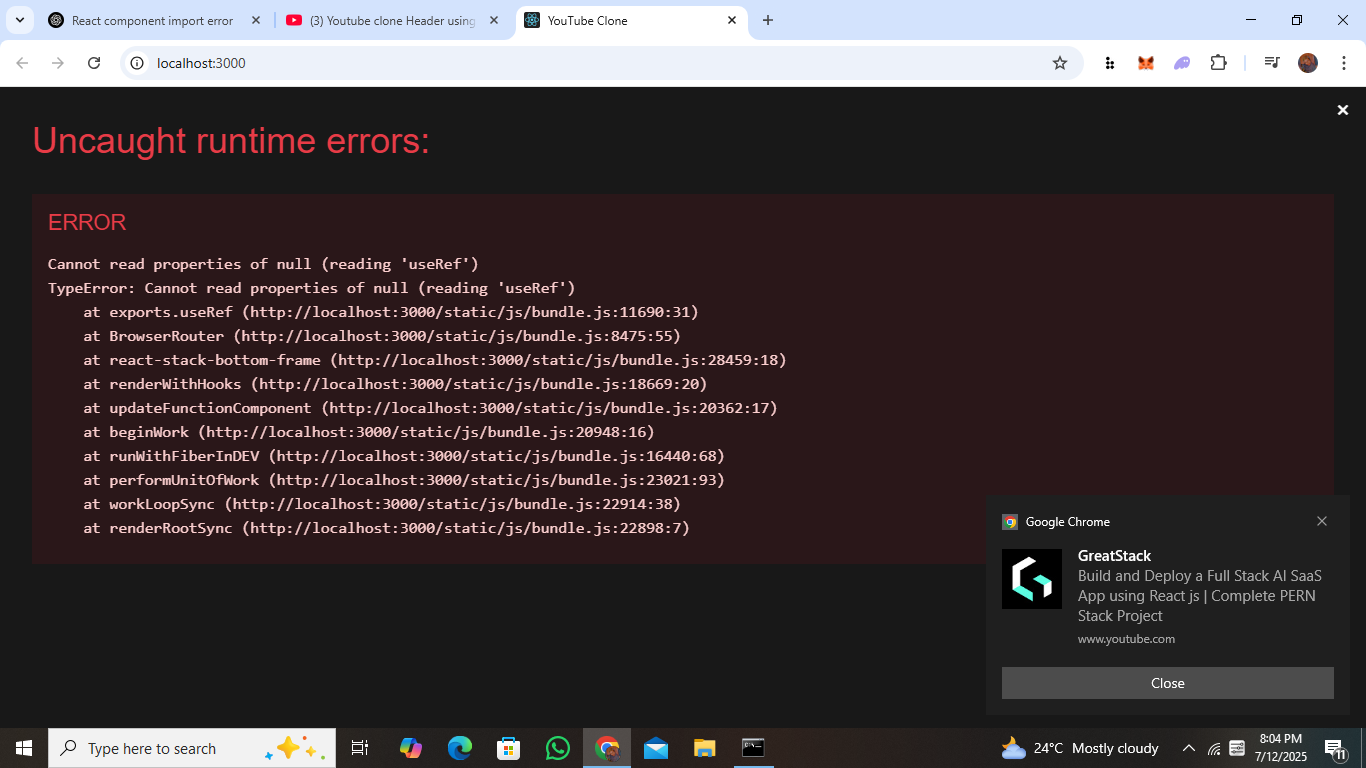 React component import error
(3) Youtube clone Header using
YouTube Clone
localhost:3000
Uncaught runtime errors:
ERROR
Cannot read properties of null (reading 'useRef')
TypeError: Cannot read properties of null (reading 'useRef')
at exports.useRef (http://localhost:3000/static/js/bundle.js:11690:31)
at BrowserRouter (http://localhost:3000/static/js/bundle.js:8475:55)
at react-stack-bottom-frame (http://localhost:3000/static/js/bundle.js:28459:18)
at renderWithHooks (http://localhost:3000/static/js/bundle.js:18669:20)
at updateFunctionComponent (http://localhost:3000/static/js/bundle.js:20362:17)
at beginWork (http://localhost:3000/static/js/bundle.js:20948:16)
at runWithFiberInDEV (http://localhost:3000/static/js/bundle.js:16440:68)
at performUnitOfWork (http://localhost:3000/static/js/bundle.js:23021:93)
at workLoopSync (http://localhost:3000/static/js/bundle.js:22914:38)
at renderRootSync (http://localhost:3000/static/js/bundle.js:22898:7)
Google Chrome
GreatStack
Build and Deploy a Full Stack AI SaaS
App using React js | Complete PERN
Stack Project
www.youtube.com
Close
Type here to search
24°C Mostly cloudy
8:04 PM
7/12/2025
11